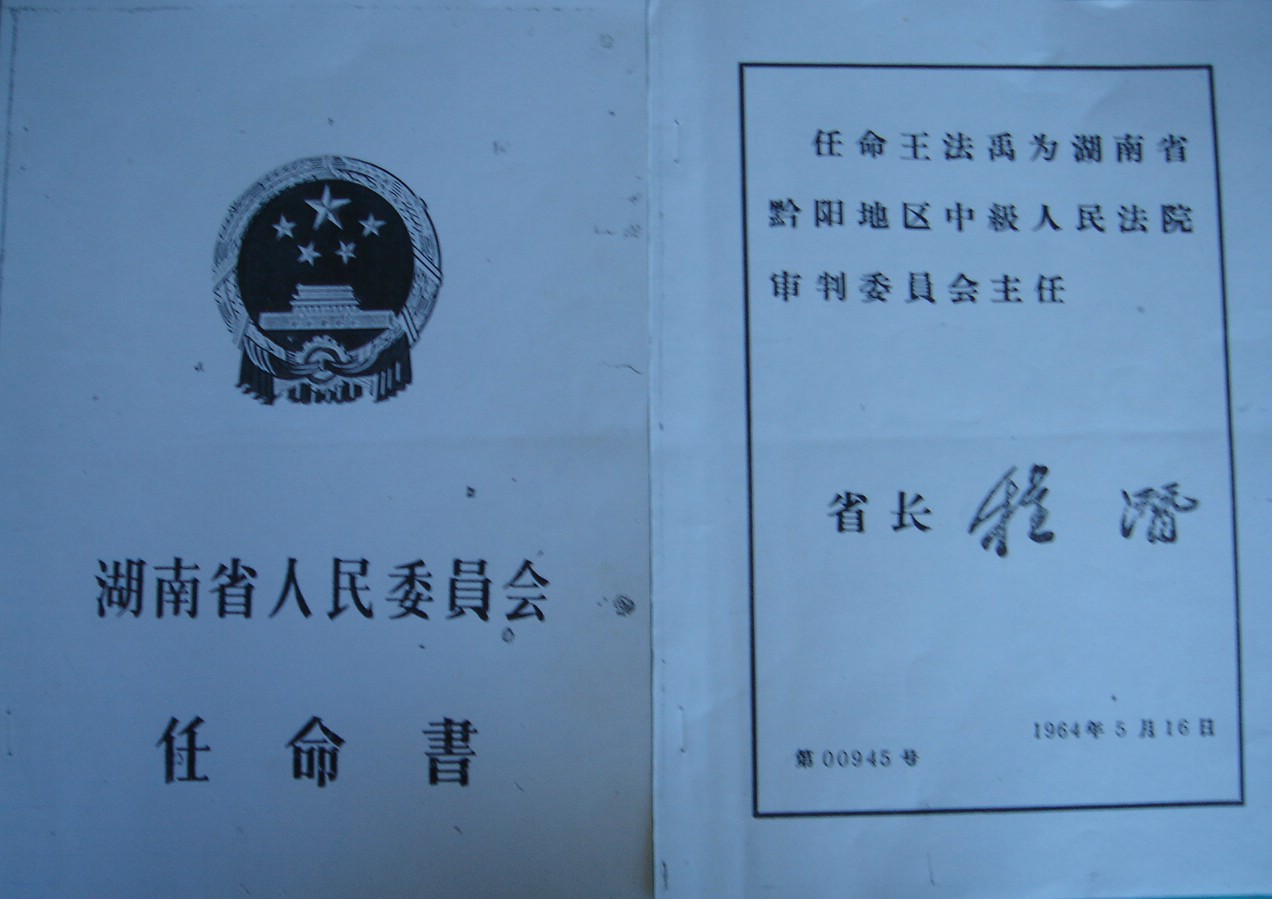 湖南省人民委員会
任命書
任命王法禹为湖南省
黔阳地区中級人民法院
审判委員会主任
省长 程潜
1964年5月16日
第00945号